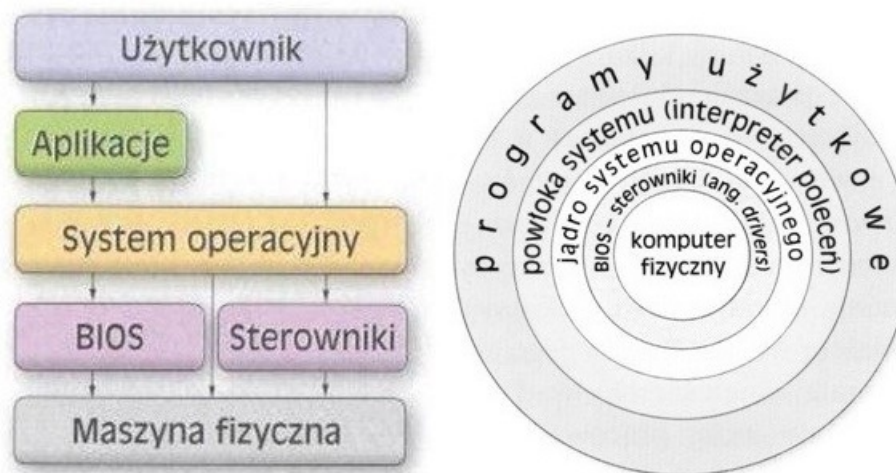 Użytkownik
Aplikacje
System operacyjny
BIOS
Sterowniki
Maszyna fizyczna
programy użytkowe
powłoka systemu (interpreter poleceń)
jądro systemu operacyjnego
BIOS – sterowniki (ang. drivers)
komputer
fizyczny